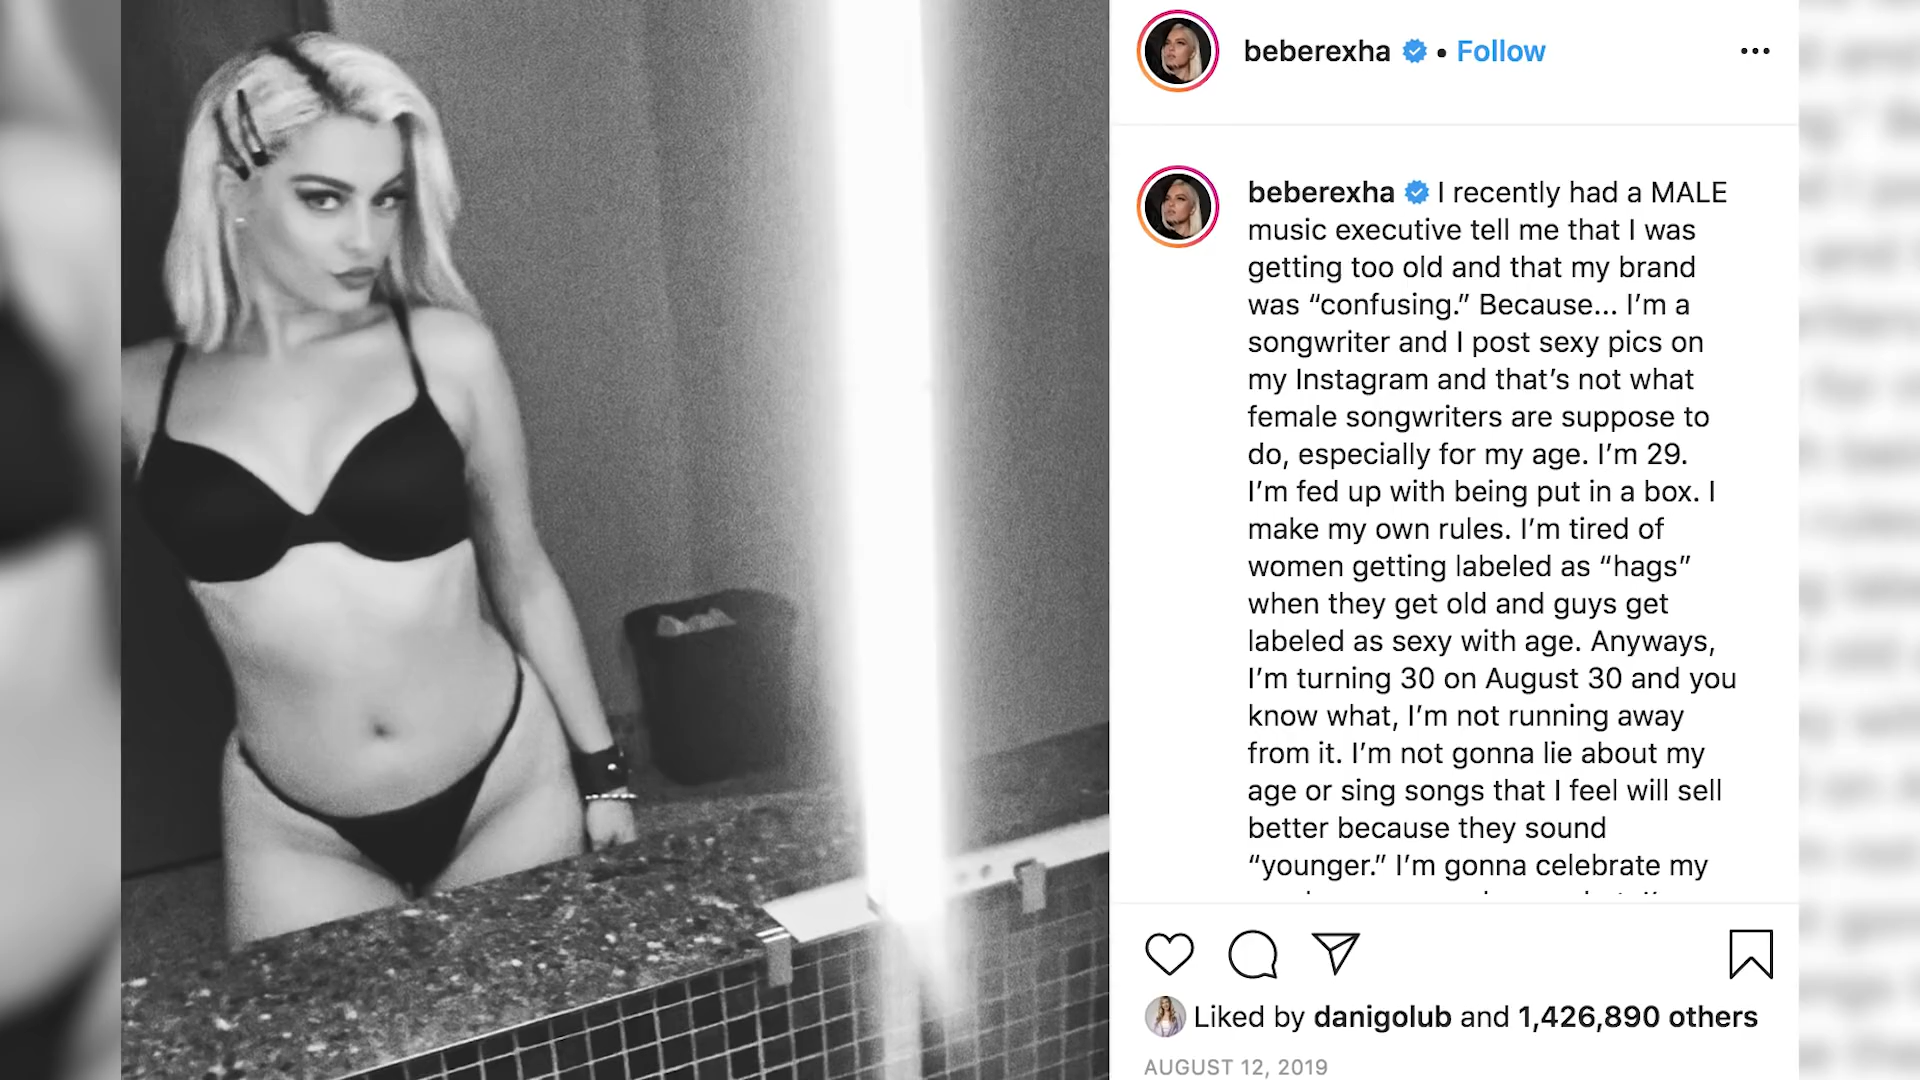 beberexha • Follow
beberexha I recently had a MALE
music executive tell me that I was
getting too old and that my brand
was “confusing.” Because... I’m a
songwriter and I post sexy pics on
my Instagram and that’s not what
female songwriters are suppose to
do, especially for my age. I’m 29.
I’m fed up with being put in a box. I
make my own rules. I’m tired of
women getting labeled as “hags”
when they get old and guys get
labeled as sexy with age. Anyways,
I’m turning 30 on August 30 and you
know what, I’m not running away
from it. I’m not gonna lie about my
age or sing songs that I feel will sell
better because they sound
“younger.” I’m gonna celebrate my
Liked by danigolub and 1,426,890 others
AUGUST 12, 2019